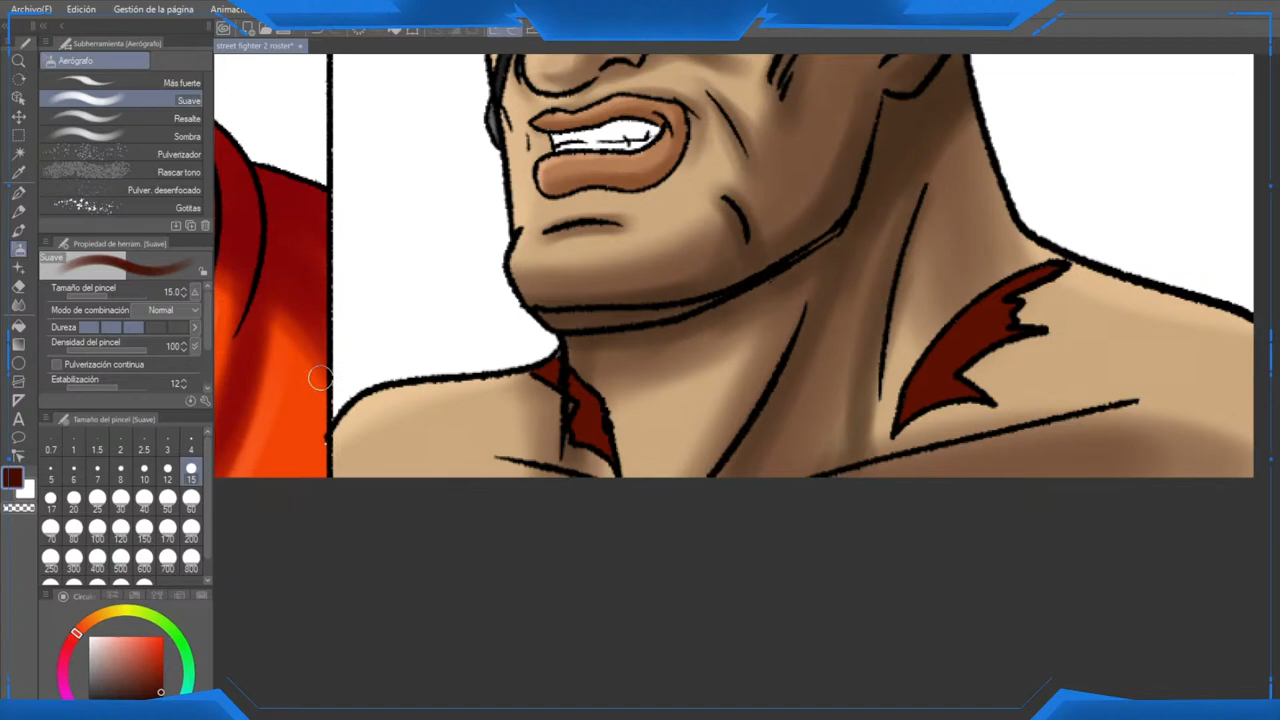 Archivo(F) Edición Gestión de la página Animación
Subherramienta [Aerógrafo]
street fighter 2 roster*
Aerógrafo
Más fuerte
Suave
Resalte
Sombra
Pulverizador
Rascar tono
Pulver. desenfocado
Gotitas
Propiedad de herram. [Suave]
Suave
Tamaño del pincel 15.0
Modo de combinación Normal
Dureza
Densidad del pincel 100
Pulverización continua
Estabilización 12
Tamaño del pincel [Suave]
0.7 1 1.5 2 2.5 3 4
5 6 7 8 10 12 15
17 20 25 30 40 50 60
70 80 100 120 150 170 200
250 300 400 500 600 700 800
Círculo